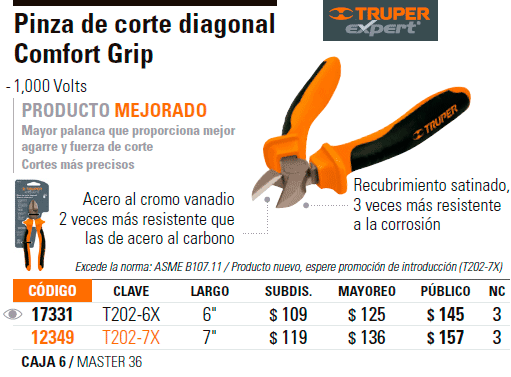 Pinza de corte diagonal
Comfort Grip
TRUPER
expert
- 1,000 Volts
PRODUCTO MEJORADO
Mayor palanca que proporciona mejor
agarre y fuerza de corte
Cortes más precisos
TRUPER
TRUPER
Acero al cromo vanadio
2 veces más resistente que
las de acero al carbono
Recubrimiento satinado,
3 veces más resistente
a la corrosión
Excede la norma: ASME B107.11 / Producto nuevo, espere promoción de introducción (T202-7X)
CÓDIGO CLAVE LARGO SUBDIS. MAYOREO PÚBLICO NC
17331 T202-6X 6" $ 109 $ 125 $ 145 3
12349 T202-7X 7" $ 119 $ 136 $ 157 3
CAJA 6 / MASTER 36